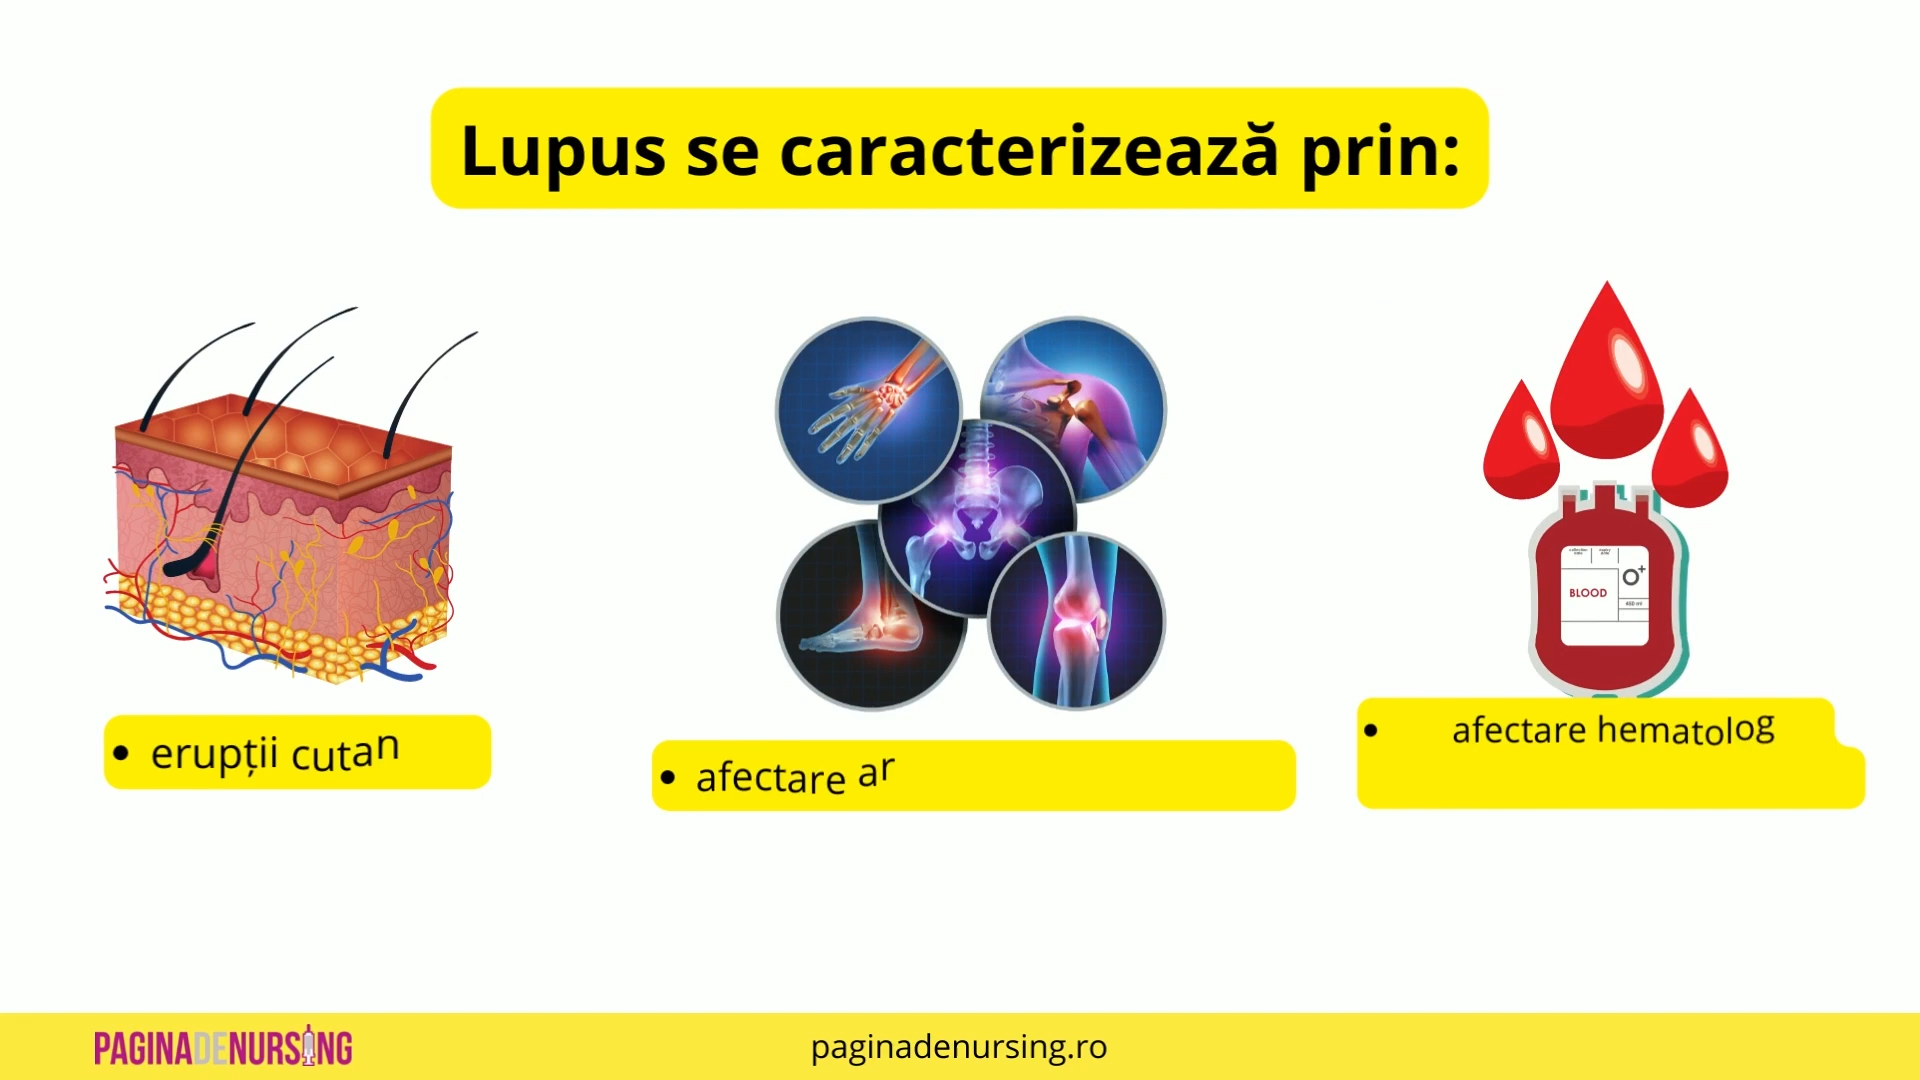 Lupus se caracterizează prin:
BLOOD
O+
• erupții cutan
• afectare ar
• afectare hematolog
PAGINADENURSING
paginadenursing.ro